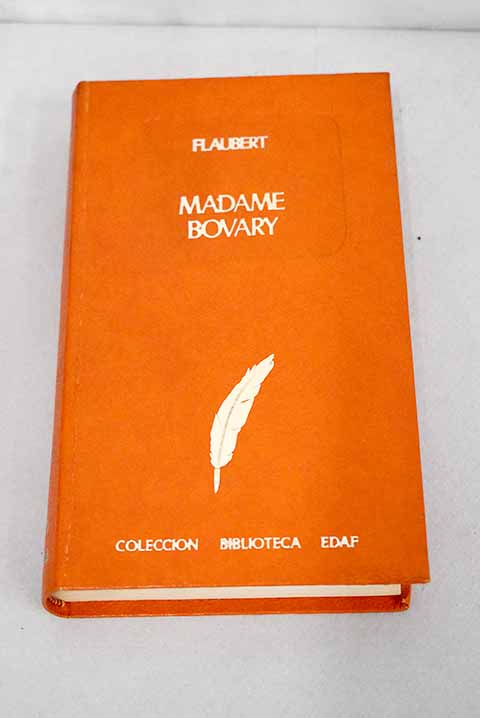 FLAUBERT
MADAME
BOVARY
COLECCION BIBLIOTECA EDAF